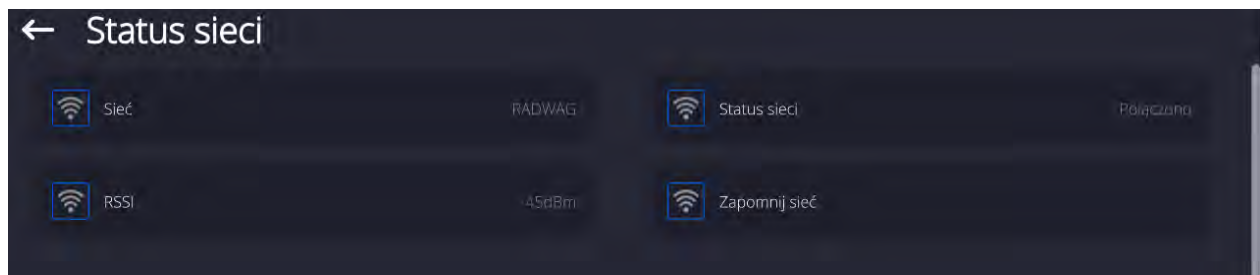 ← Status sieci
Sieć RADWAG
Status sieci Połączono
RSSI -45dBm
Zapomnij sieć